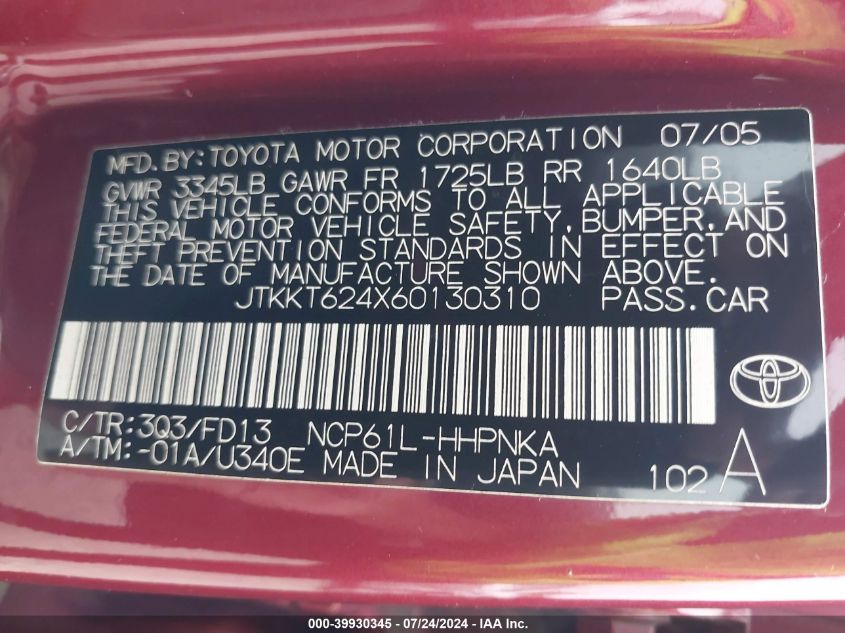 MFD.BY:TOYOTA MOTOR CORPORATION 07/05
GVWR 3345LB GAWR FR 1725LB RR 1640LB
THIS VEHICLE CONFORMS TO ALL APPLICABLE
FEDERAL MOTOR VEHICLE SAFETY,BUMPER,AND
THEFT PREVENTION STANDARDS IN EFFECT ON
THE DATE OF MANUFACTURE SHOWN ABOVE.
JTKKT624X60130310 PASS.CAR
C/TR:3Q3/FD13 NCP61L-HHPNKA
A/TM:-01A/U340E MADE IN JAPAN 102 A
000-39930345 - 07/24/2024 - IAA Inc.